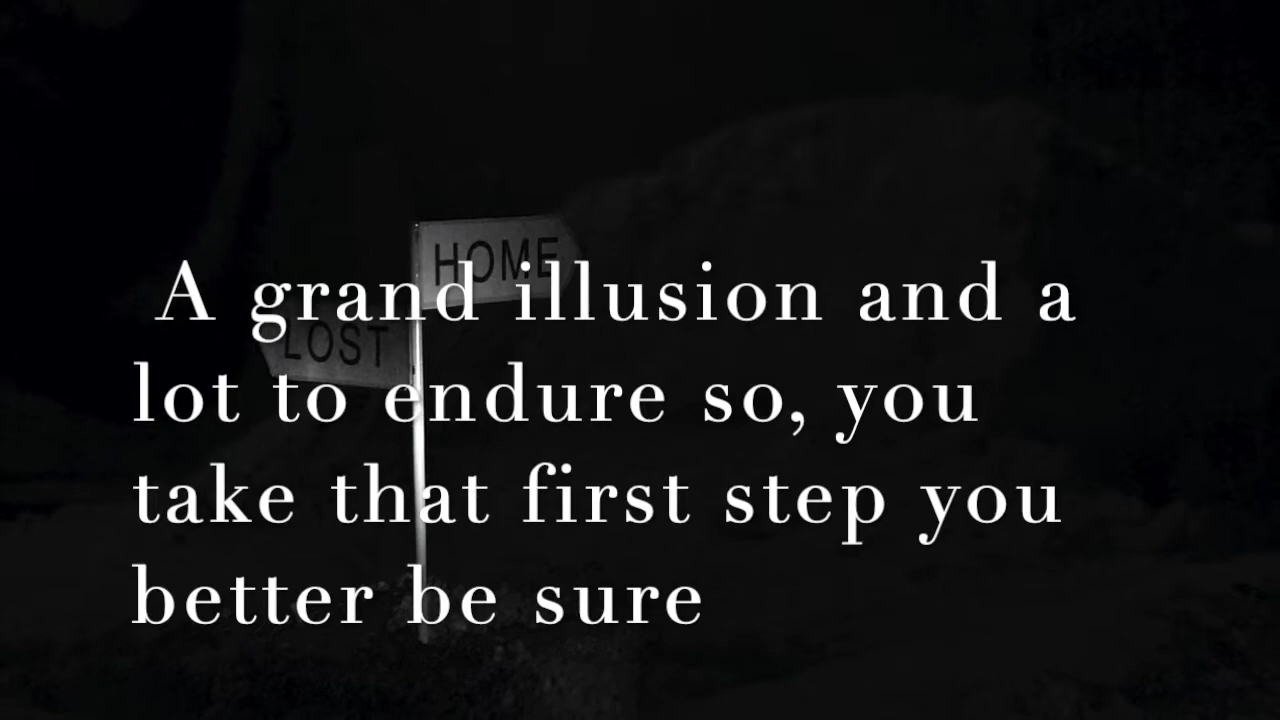 HOME
LOST
A grand illusion and a
lot to endure so, you
take that first step you
better be sure